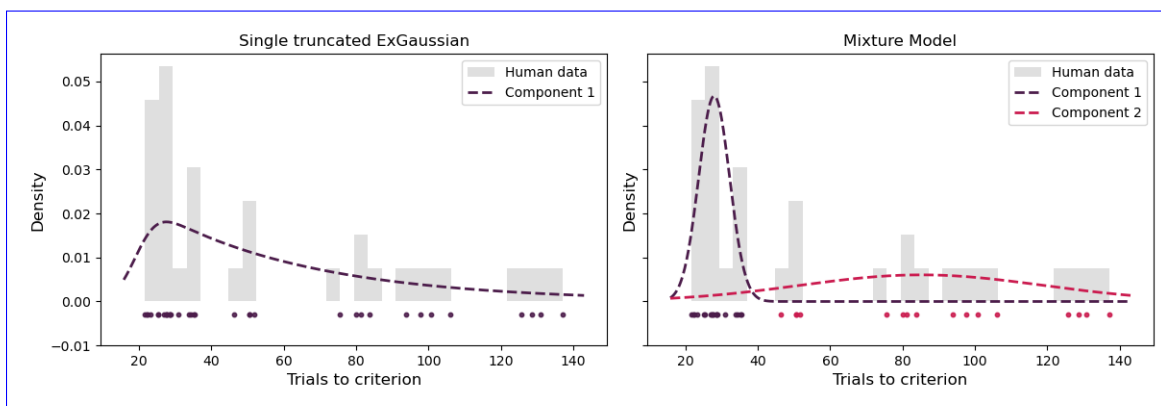 Single truncated ExGaussian
Human data
Component 1
0.05
0.04
0.03
0.02
0.01
0.00
−0.01
Density
20 40 60 80 100 120 140
Trials to criterion
Mixture Model
Human data
Component 1
Component 2
Density
20 40 60 80 100 120 140
Trials to criterion